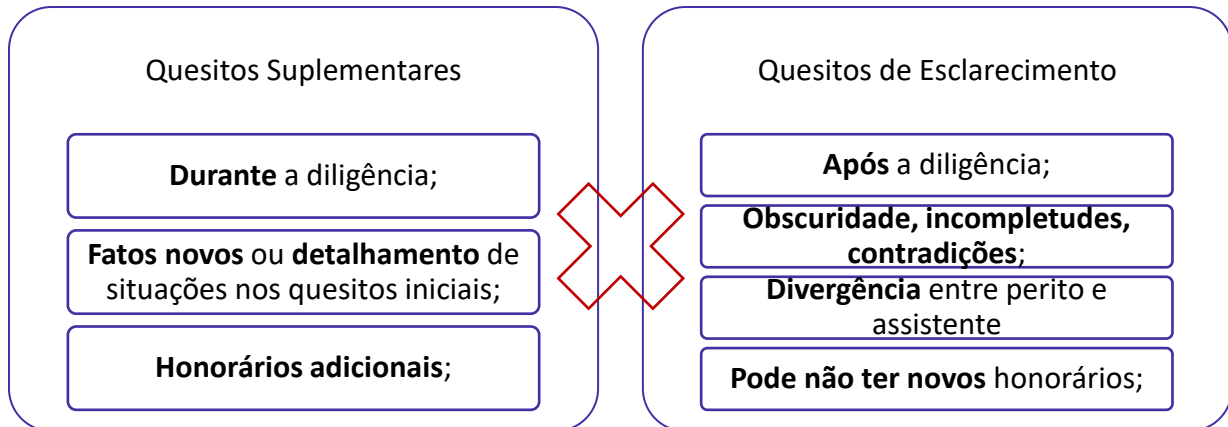 Quesitos Suplementares
Durante a diligência;
Fatos novos ou detalhamento de
situações nos quesitos iniciais;
Honorários adicionais;
Quesitos de Esclarecimento
Após a diligência;
Obscuridade, incompletudes,
contradições;
Divergência entre perito e
assistente
Pode não ter novos honorários;